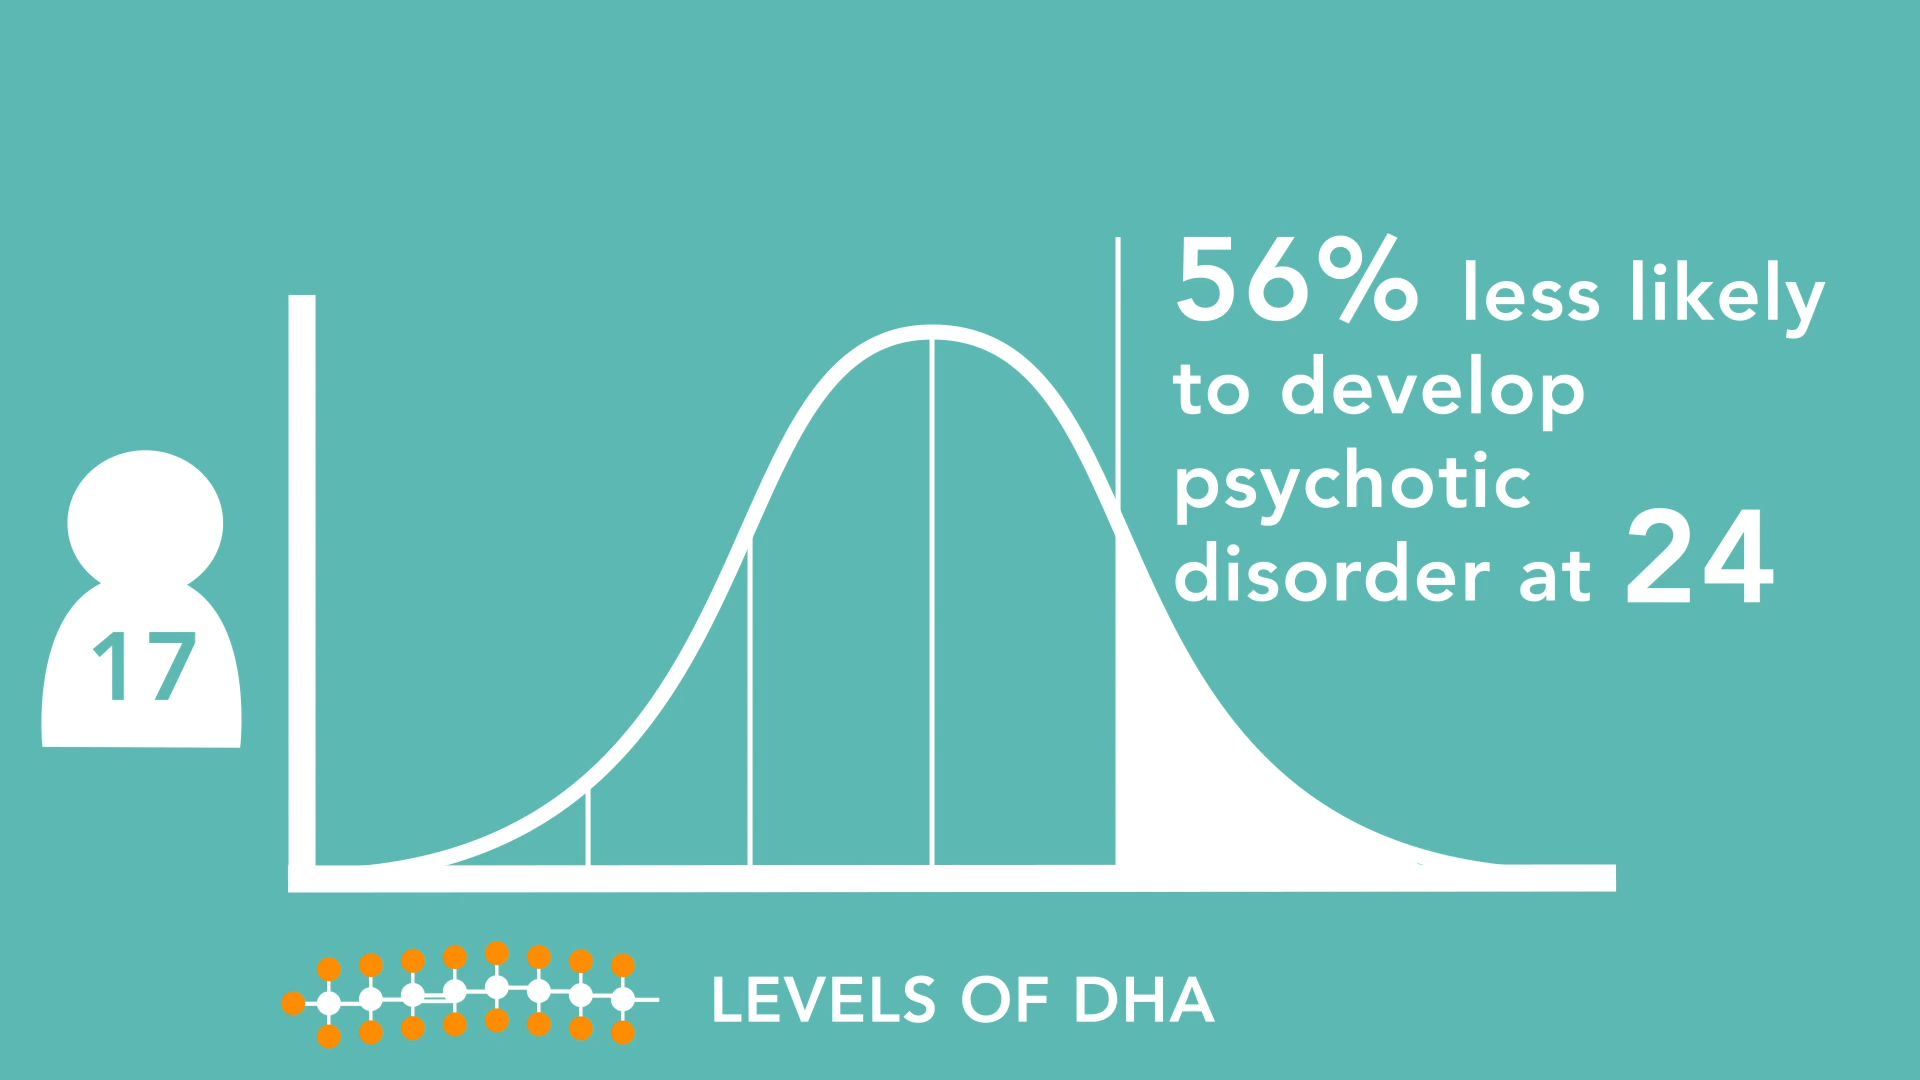 56% less likely
to develop
psychotic
disorder at 24
17
LEVELS OF DHA